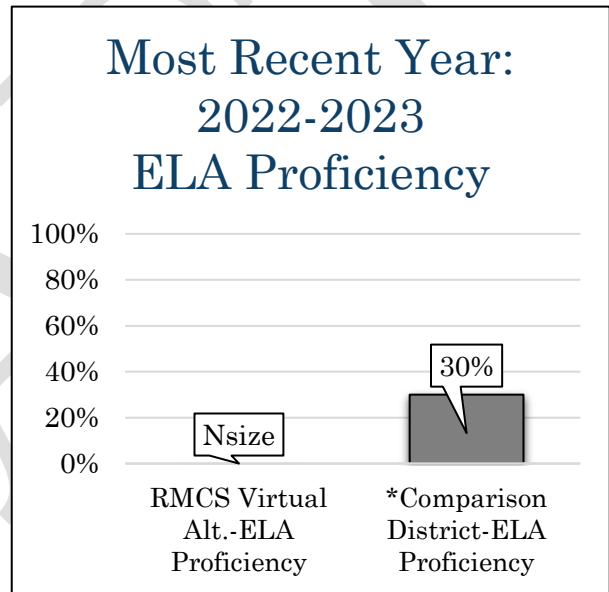 Most Recent Year:
2022-2023
ELA Proficiency
100%
80%
60%
40%
20%
0%
Nsize
30%
RMCS Virtual
Alt.-ELA
Proficiency
*Comparison
District-ELA
Proficiency